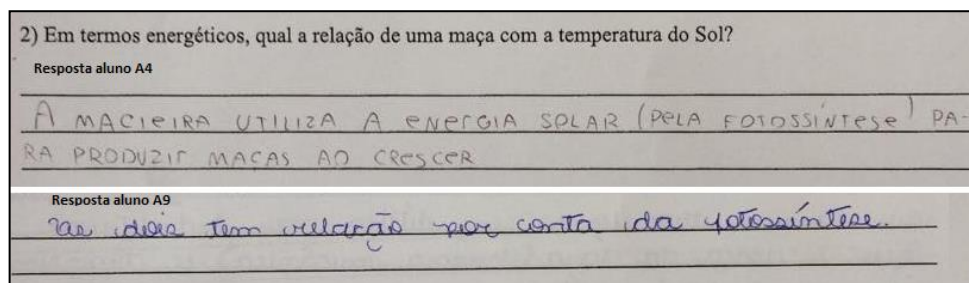 2) Em termos energéticos, qual a relação de uma maça com a temperatura do Sol?
Resposta aluno A4
A MACIEIRA UTILIZA A ENERGIA SOLAR (PELA FOTOSSÍNTESE) PA-
RA PRODUZIR MACAS AO CRESCER
Resposta aluno A9
as dois tem relação por conta da fotossíntese.